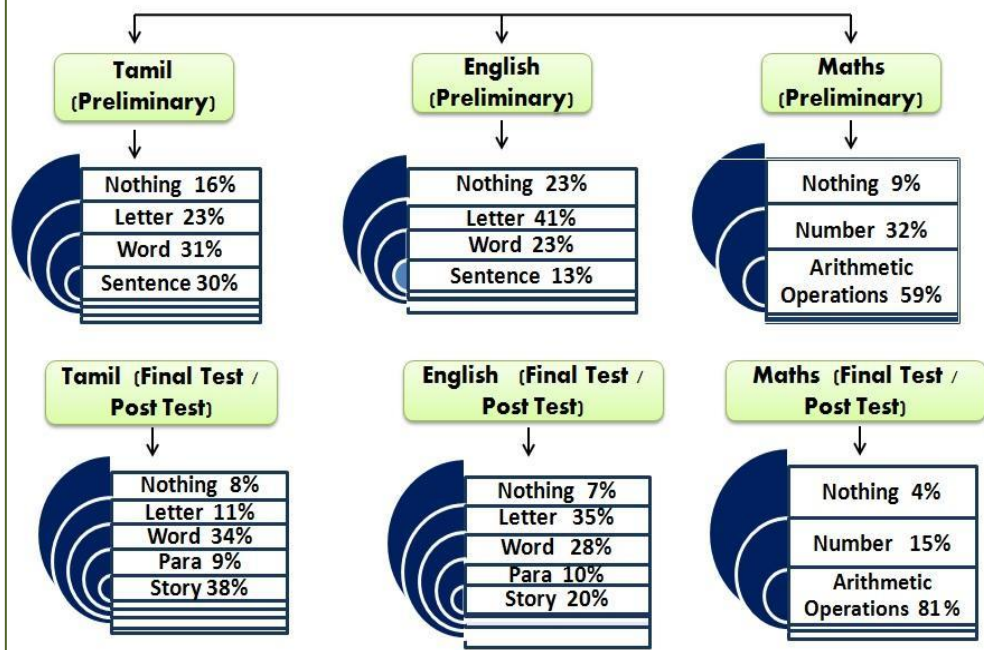 Tamil
(Preliminary)
English
(Preliminary)
Maths
(Preliminary)
Nothing 16%
Letter 23%
Word 31%
Sentence 30%
Nothing 23%
Letter 41%
Word 23%
Sentence 13%
Nothing 9%
Number 32%
Arithmetic
Operations 59%
Tamil (Final Test /
Post Test)
English (Final Test /
Post Test)
Maths (Final Test /
Post Test)
Nothing 8%
Letter 11%
Word 34%
Para 9%
Story 38%
Nothing 7%
Letter 35%
Word 28%
Para 10%
Story 20%
Nothing 4%
Number 15%
Arithmetic
Operations 81%